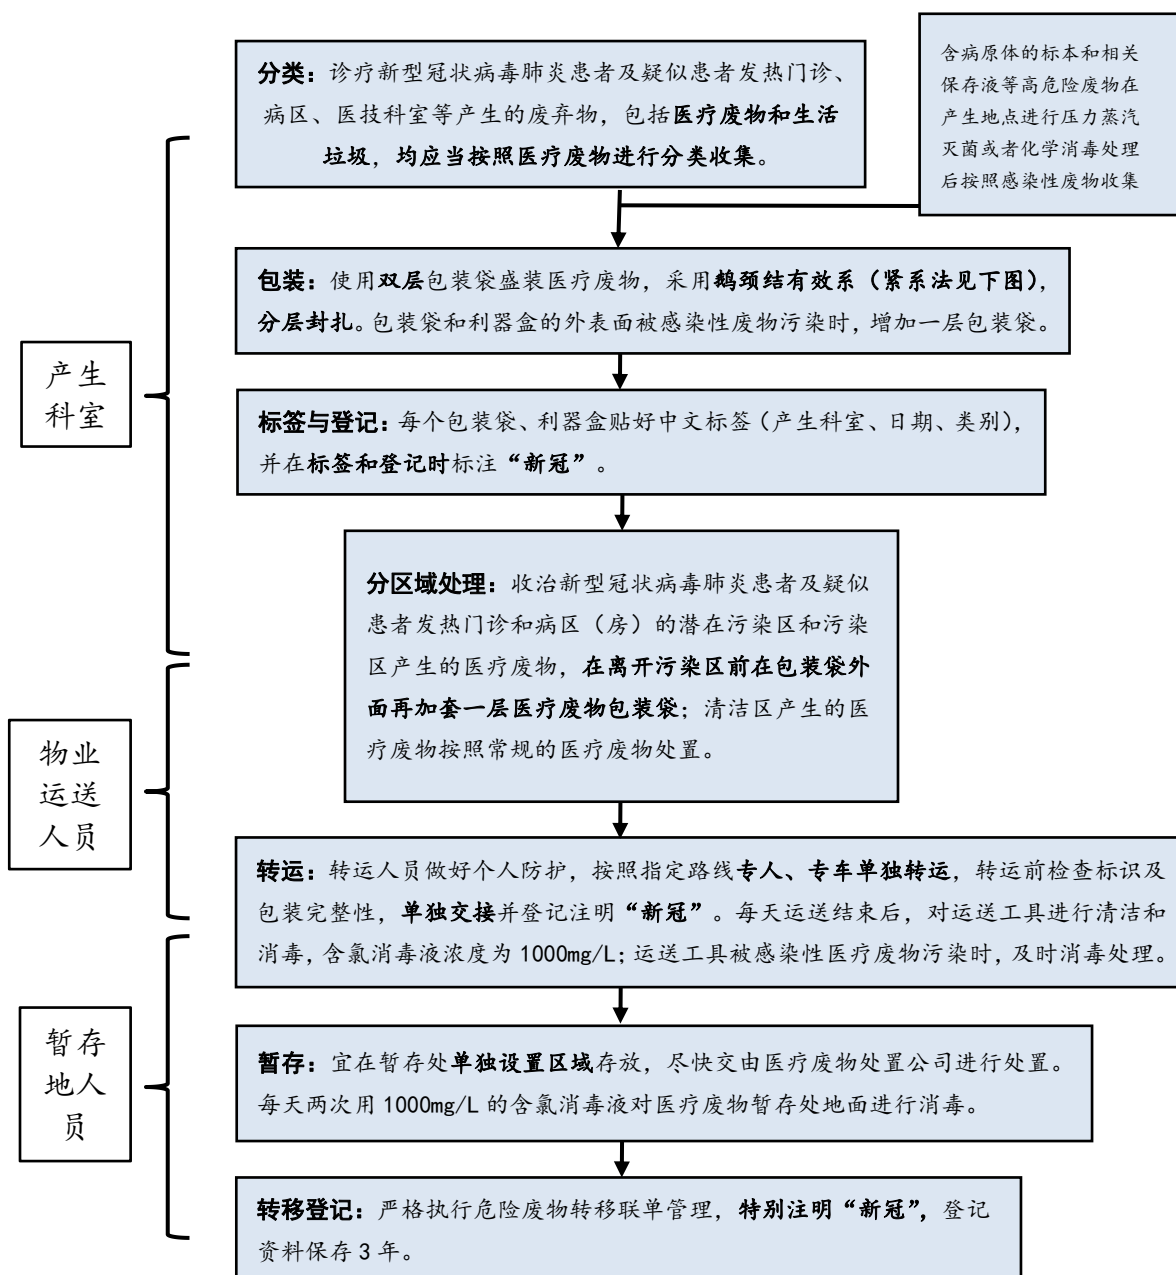 分类：诊疗新型冠状病毒肺炎患者及疑似患者发热门诊、
病区、医技科室等产生的废弃物，包括医疗废物和生活
垃圾，均应当按照医疗废物进行分类收集。
含病原体的标本和相关
保存液等高危险废物在
产生地点进行压力蒸汽
灭菌或者化学消毒处理
后按照感染性废物收集
包装：使用双层包装袋盛装医疗废物，采用鹅颈结有效系（紧系法见下图），
分层封扎。包装袋和利器盒的外表面被感染性废物污染时，增加一层包装袋。
产生
科室
标签与登记：每个包装袋、利器盒贴好中文标签（产生科室、日期、类别），
并在标签和登记时标注“新冠”。
分区域处理：收治新型冠状病毒肺炎患者及疑似
患者发热门诊和病区（房）的潜在污染区和污染
区产生的医疗废物，在离开污染区前在包装袋外
面再加套一层医疗废物包装袋；清洁区产生的医
疗废物按照常规的医疗废物处置。
物业
运送
人员
转运：转运人员做好个人防护，按照指定路线专人、专车单独转运，转运前检查标识及
包装完整性，单独交接并登记注明“新冠”。每天运送结束后，对运送工具进行清洁和
消毒，含氯消毒液浓度为1000mg/L；运送工具被感染性医疗废物污染时，及时消毒处理。
暂存
地人
员
暂存：宜在暂存处单独设置区域存放，尽快交由医疗废物处置公司进行处置。
每天两次用1000mg/L的含氯消毒液对医疗废物暂存处地面进行消毒。
转移登记：严格执行危险废物转移联单管理，特别注明“新冠”，登记
资料保存3年。